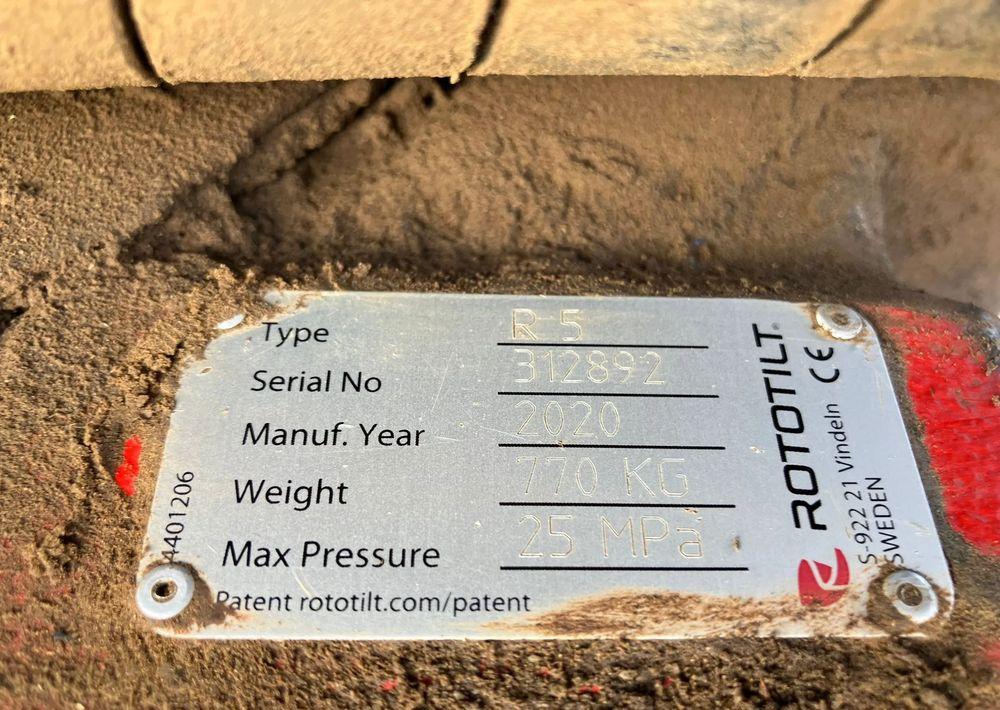 Type R 5
Serial No 312892
Manuf. Year 2020
Weight 770 KG
Max Pressure 25 MPa
Patent rototilt.com/patent
4401206
ROTOTILT®
S-922 21 Vindeln CE
SWEDEN